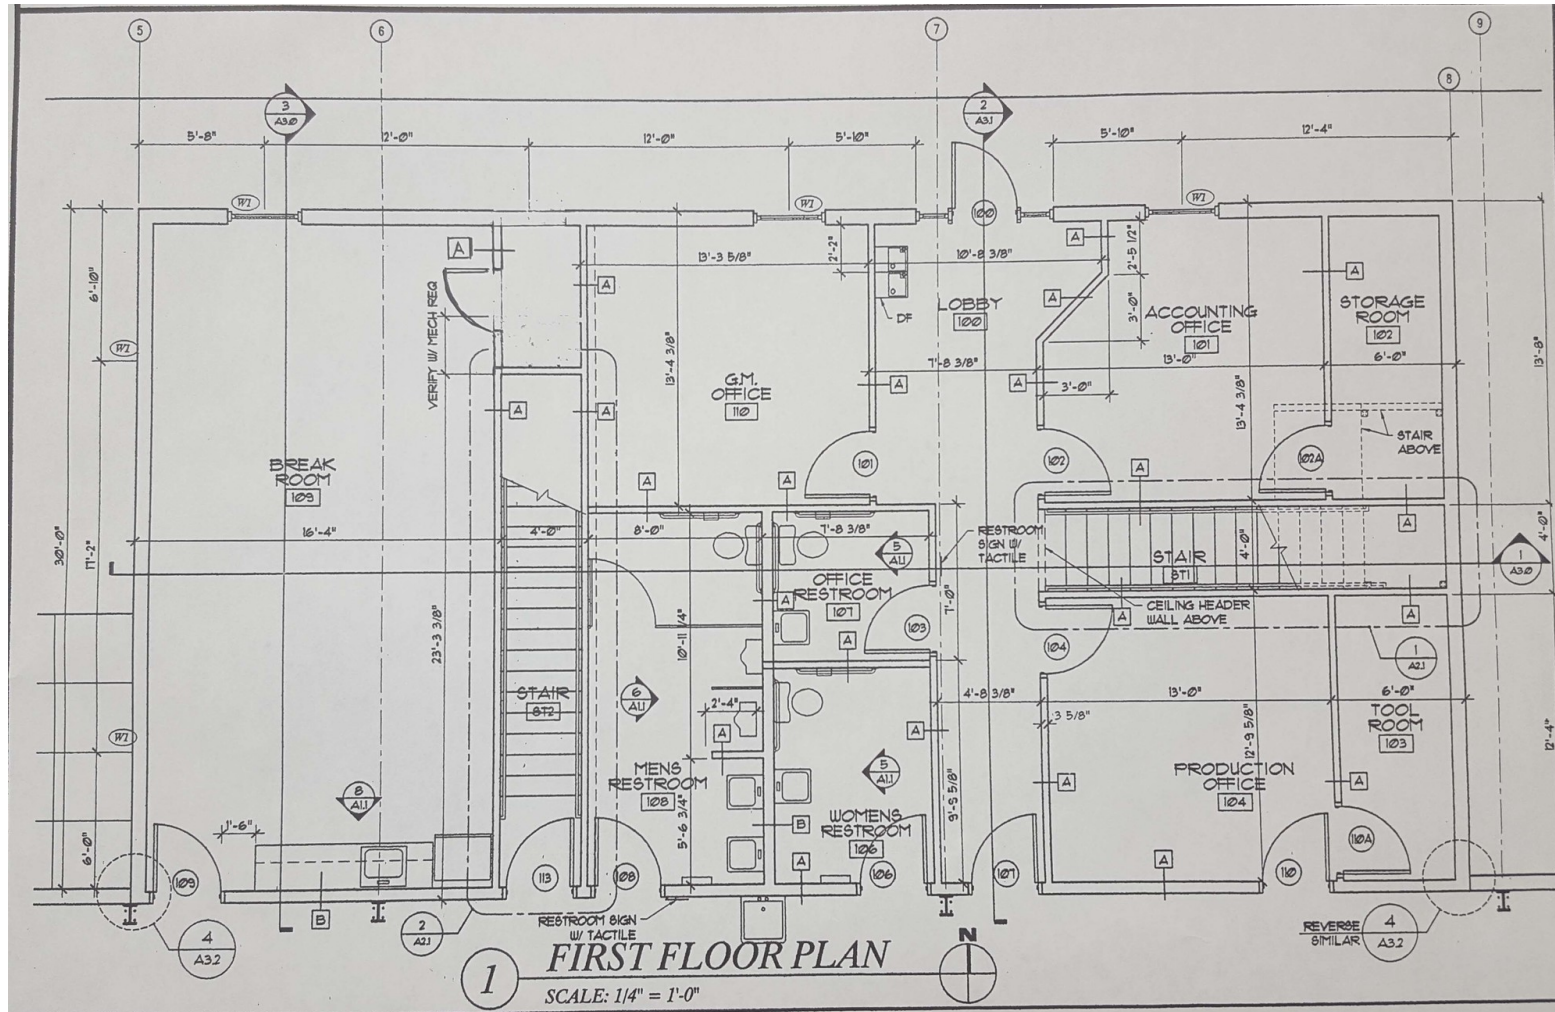 5
6
7
9
8
3
A3.0
2
A3.1
5'-8"
12'-0"
12'-0"
5'-10"
5'-10"
12'-4"
W1
W1
W1
100
A
A
13'-3 5/8"
2'-2"
10'-8 3/8"
2'-5 1/2"
A
6'-10"
A
A
LOBBY
100
DF
3'-0"
ACCOUNTING
OFFICE
101
STORAGE
ROOM
102
W1
VERIFY W/ MECH REQ
13'-4 3/8"
7'-8 3/8"
13'-0"
6'-0"
13'-8"
G.M.
OFFICE
110
A
A
3'-0"
A
A
13'-4 3/8"
STAIR
ABOVE
BREAK
ROOM
109
101
102
102A
A
A
A
30'-0"
17'-2"
16'-4"
4'-0"
8'-0"
7'-8 3/8"
RESTROOM
SIGN W/
TACTILE
A
4'-0"
4'-0"
5
A1.1
STAIR
ST1
1
A3.0
OFFICE
RESTROOM
107
A
7'-0"
CEILING HEADER
WALL ABOVE
A
A
23'-3 3/8"
10'-11 1/4"
A
103
104
1
A2.1
STAIR
ST2
6
A1.1
2'-4"
4'-8 3/8"
13'-0"
6'-0"
3 5/8"
TOOL
ROOM
103
W1
A
A
12'-9 5/8"
12'-4"
MENS
RESTROOM
108
5
A1.1
PRODUCTION
OFFICE
104
A
A
8
A1.1
9'-5 5/8"
5'-6 3/4"
WOMENS
RESTROOM
106
B
1'-6"
6'-0"
A
A
110A
109
113
108
106
107
110
B
RESTROOM SIGN
W/ TACTILE
2
A2.1
4
A3.2
REVERSE
SIMILAR
4
A3.2
N
1
FIRST FLOOR PLAN
SCALE: 1/4" = 1'-0"